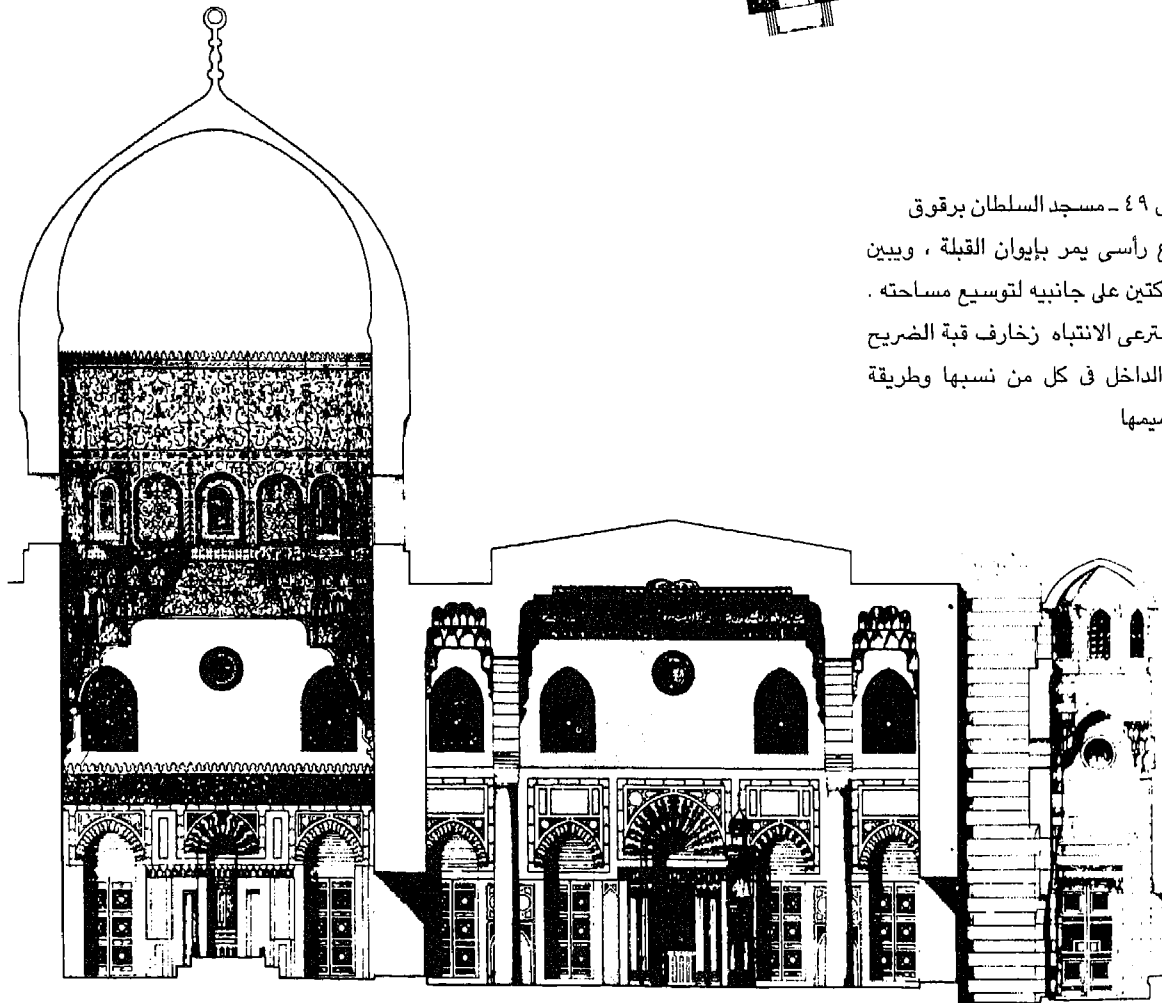 ٤٩ - مسجد السلطان برقوق
رأسى يمر بإيوان القبلة ، ويبين
على جانبيه لتوسيع مساحته .
الانتباه زخارف قبة الضريح
الداخل فى كل من نسبها وطريقة